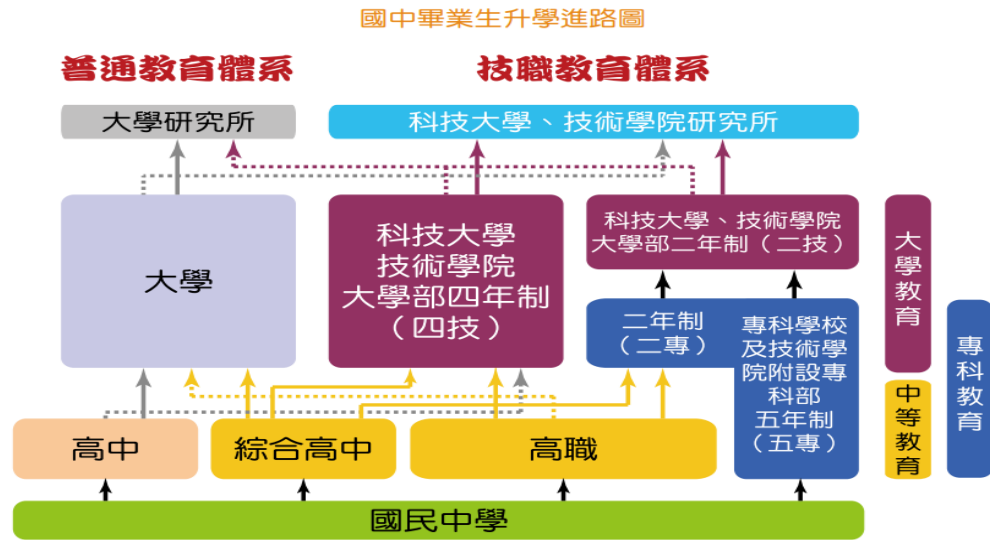 國中畢業生升學進路圖
普通教育體系
技職教育體系
大學研究所
科技大學、技術學院研究所
大學
科技大學
技術學院
大學部四年制
（四技）
科技大學、技術學院
大學部二年制（二技）
二年制
（二專）
專科學校
及技術學
院附設專
科部
五年制
（五專）
大學教育
中等教育
專科教育
高中
綜合高中
高職
國民中學